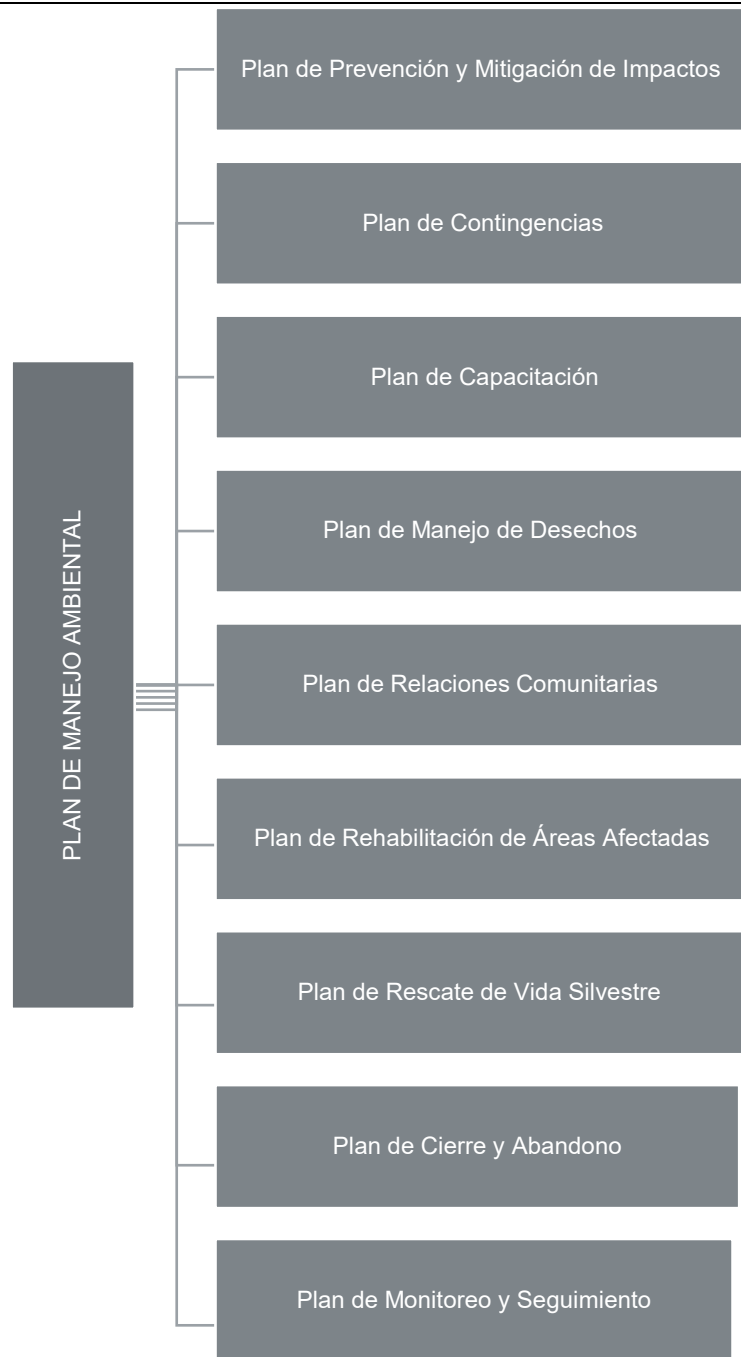 Plan de Prevención y Mitigación de Impactos
Plan de Contingencias
Plan de Capacitación
Plan de Manejo de Desechos
PLAN DE MANEJO AMBIENTAL
Plan de Relaciones Comunitarias
Plan de Rehabilitación de Áreas Afectadas
Plan de Rescate de Vida Silvestre
Plan de Cierre y Abandono
Plan de Monitoreo y Seguimiento